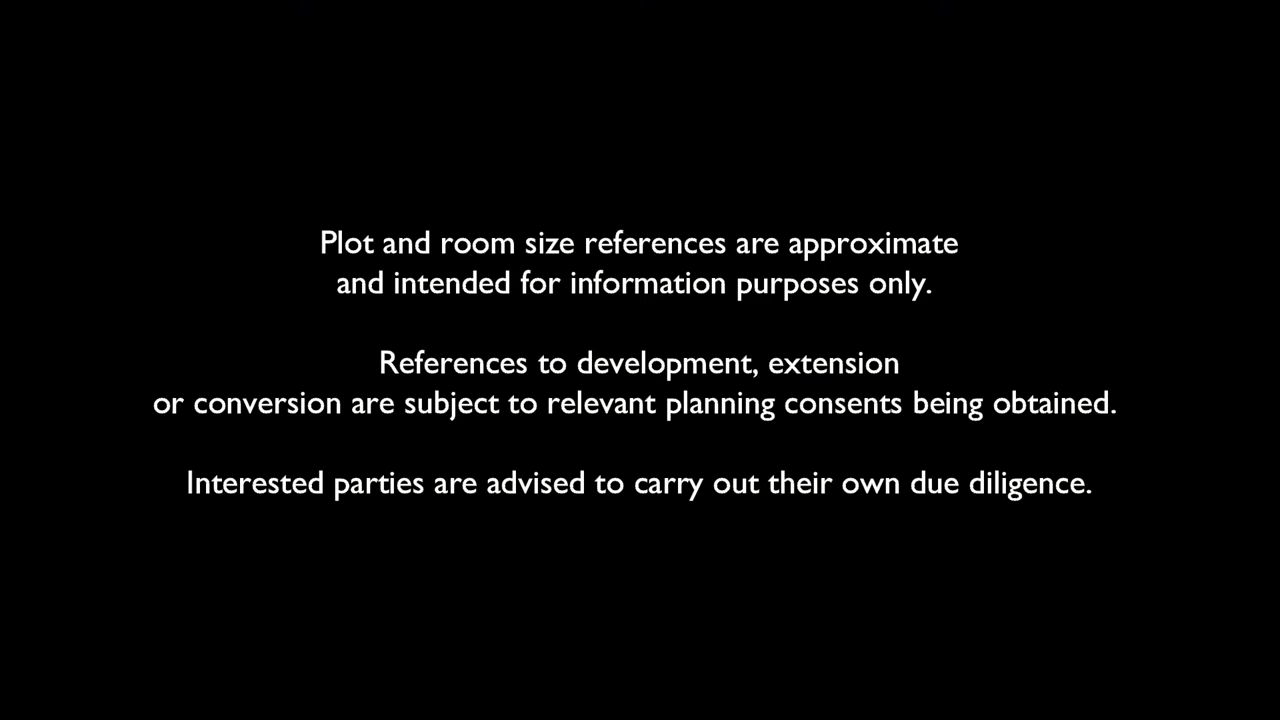 Plot and room size references are approximate
and intended for information purposes only.
References to development, extension
or conversion are subject to relevant planning consents being obtained.
Interested parties are advised to carry out their own due diligence.